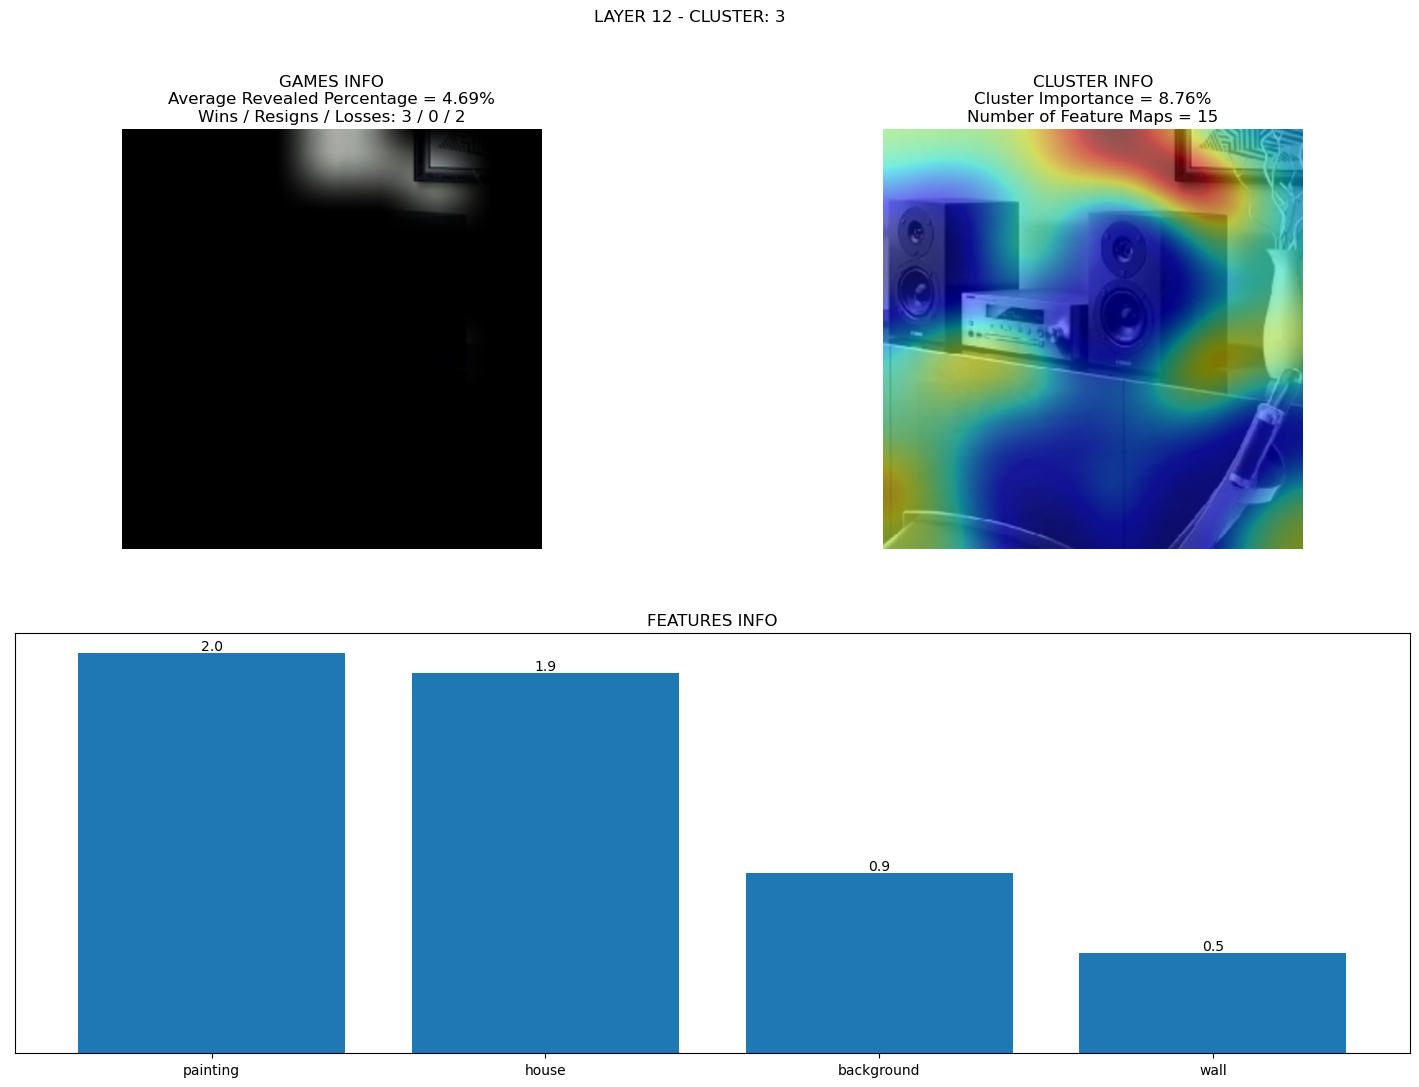 LAYER 12 - CLUSTER: 3
GAMES INFO
Average Revealed Percentage = 4.69%
Wins / Resigns / Losses: 3 / 0 / 2
CLUSTER INFO
Cluster Importance = 8.76%
Number of Feature Maps = 15
FEATURES INFO
2.0
1.9
0.9
0.5
painting
house
background
wall